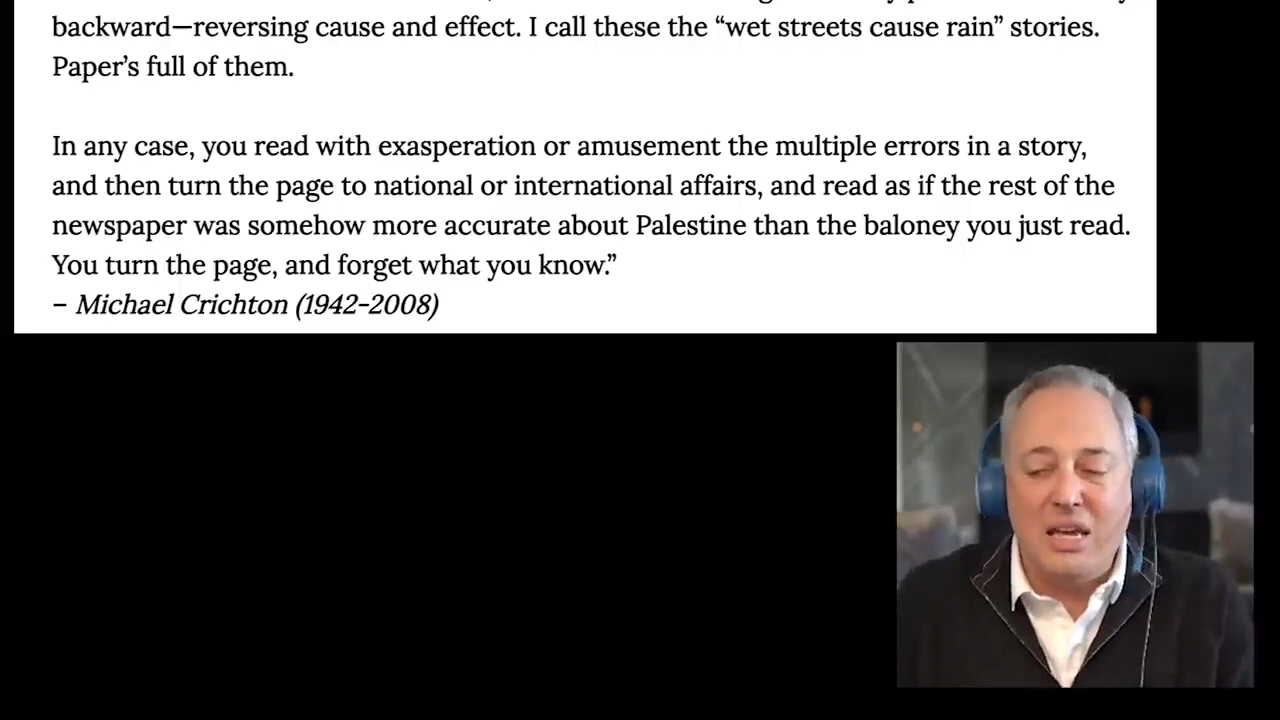 backward—reversing cause and effect. I call these the “wet streets cause rain” stories.
Paper’s full of them.
In any case, you read with exasperation or amusement the multiple errors in a story,
and then turn the page to national or international affairs, and read as if the rest of the
newspaper was somehow more accurate about Palestine than the baloney you just read.
You turn the page, and forget what you know.”
– Michael Crichton (1942-2008)